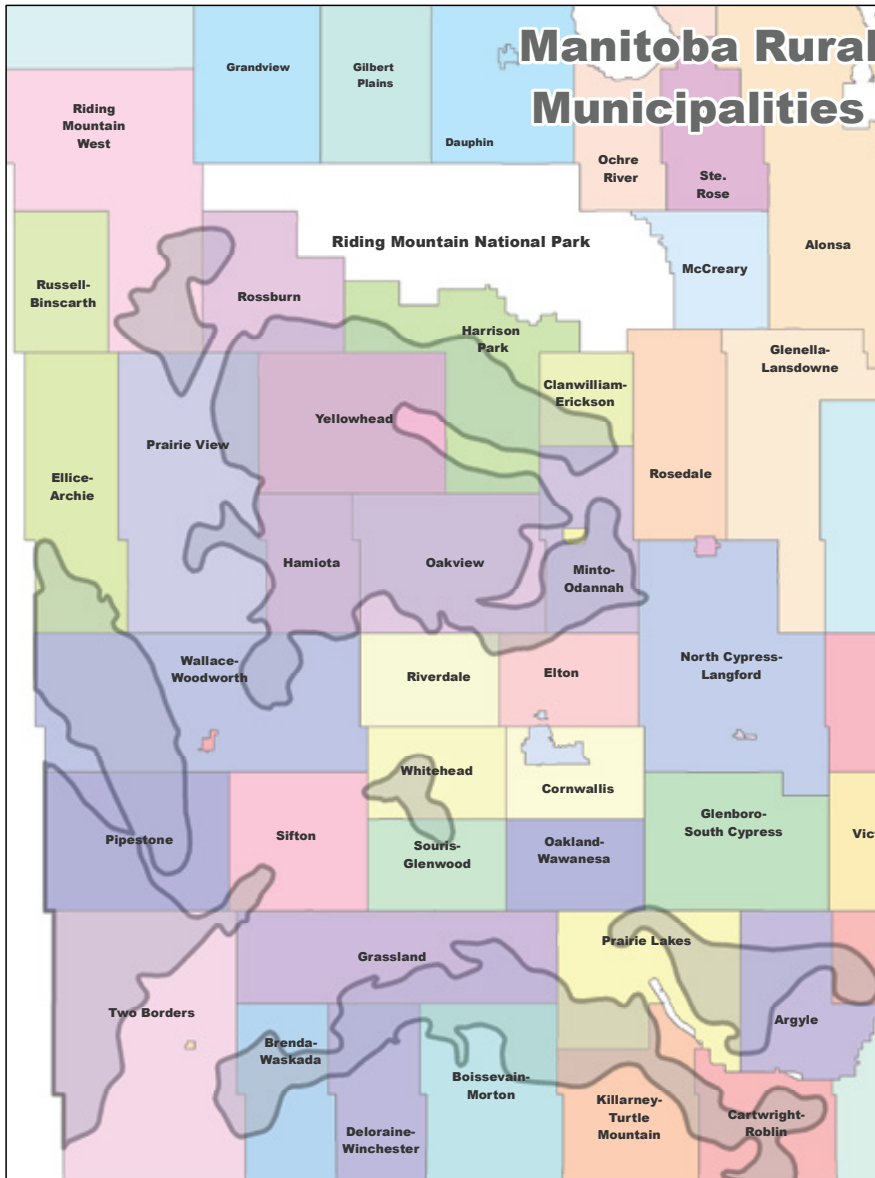 Manitoba Rural
Municipalities
Grandview
Gilbert
Plains
Dauphin
Riding
Mountain
West
Ochre
River
Ste.
Rose
Riding Mountain National Park
Alonsa
McCreary
Russell-
Binscarth
Rossburn
Harrison
Park
Glenella-
Lansdowne
Clanwilliam-
Erickson
Yellowhead
Prairie View
Rosedale
Ellice-
Archie
Hamiota
Oakview
Minto-
Odannah
Wallace-
Woodworth
Riverdale
Elton
North Cypress-
Langford
Whitehead
Cornwallis
Pipestone
Sifton
Souris-
Glenwood
Oakland-
Wawanesa
Glenboro-
South Cypress
Vic
Grassland
Prairie Lakes
Two Borders
Argyle
Brenda-
Waskada
Boissevain-
Morton
Killarney-
Turtle
Mountain
Cartwright-
Roblin
Deloraine-
Winchester